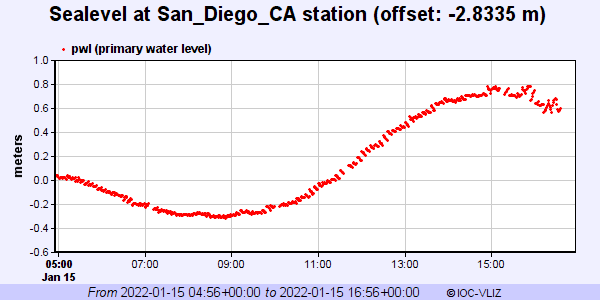 Sealevel at San_Diego_CA station (offset: -2.8335 m)
pwl (primary water level)
meters
1.0
0.8
0.6
0.4
0.2
0.0
-0.2
-0.4
-0.6
05:00 07:00 09:00 11:00 13:00 15:00
Jan 15
From 2022-01-15 04:56+00:00 to 2022-01-15 16:56+00:00 © IOC-VLIZ